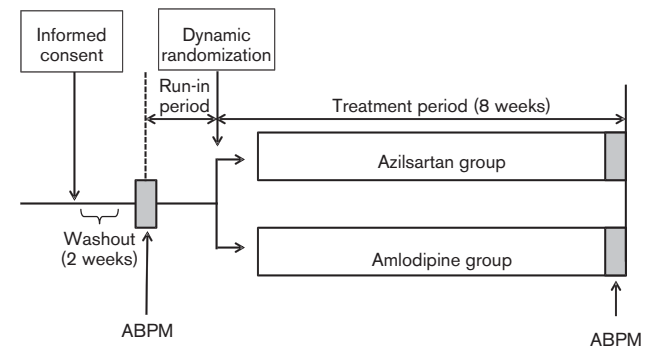 Informed
consent
Dynamic
randomization
Run-in
period
Treatment period (8 weeks)
Azilsartan group
Washout
(2 weeks)
Amlodipine group
ABPM
ABPM